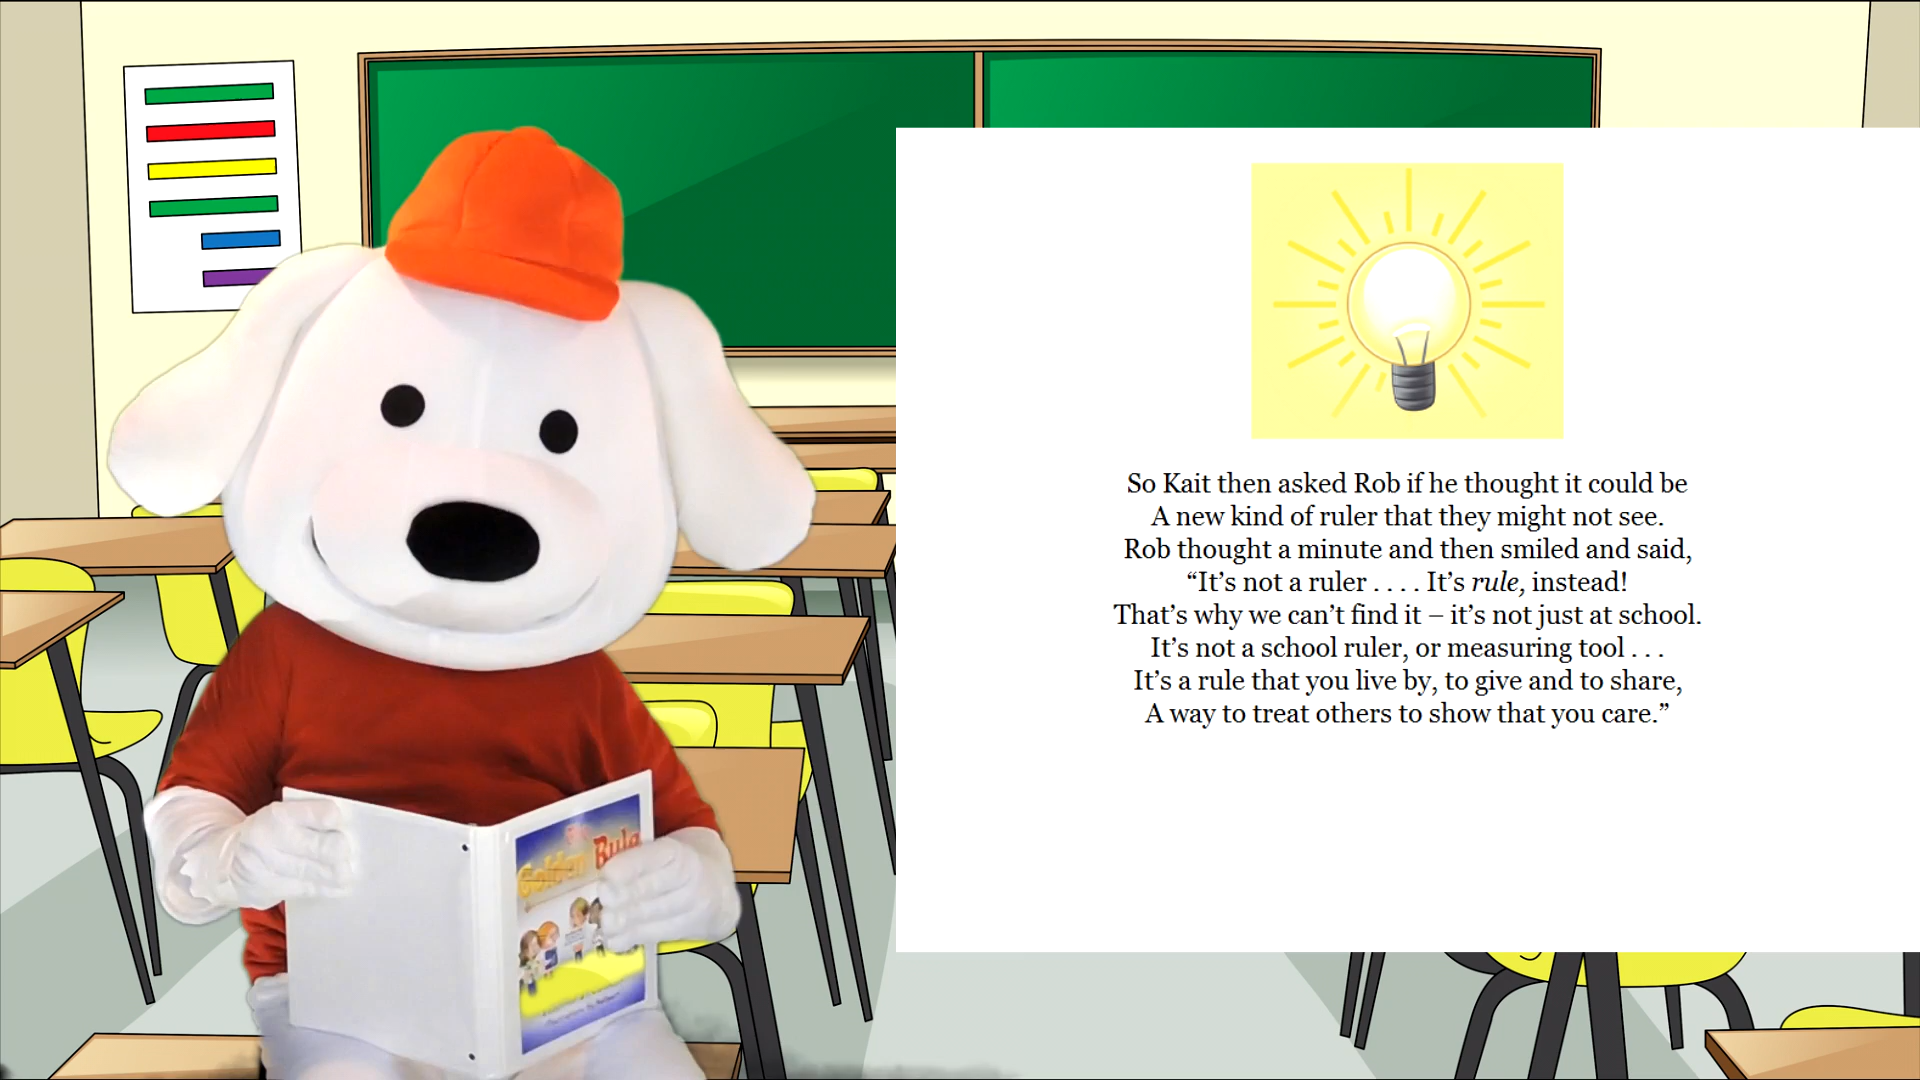 So Kait then asked Rob if he thought it could be
A new kind of ruler that they might not see.
Rob thought a minute and then smiled and said,
“It’s not a ruler . . . . It’s rule, instead!
That’s why we can’t find it – it’s not just at school.
It’s not a school ruler, or measuring tool . . .
It’s a rule that you live by, to give and to share,
A way to treat others to show that you care.”
Golden Rule